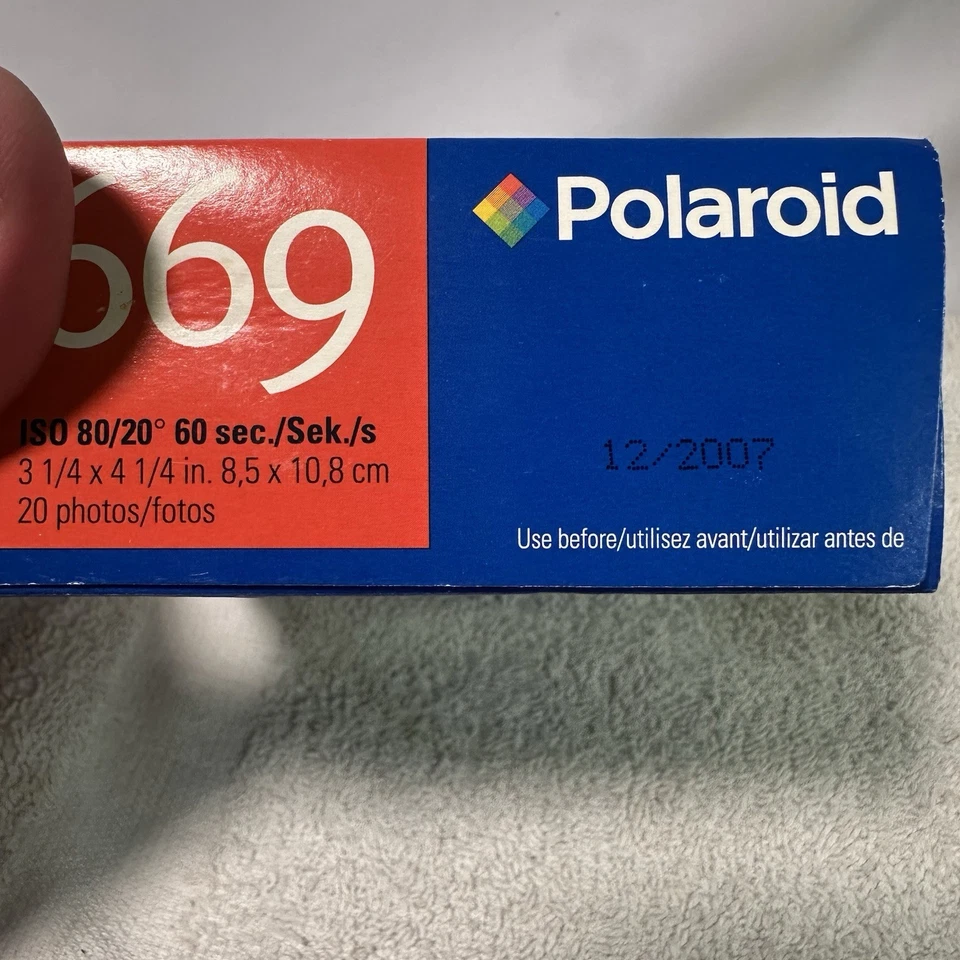 669
ISO 80/20° 60 sec./Sek./s
3 1/4 x 4 1/4 in. 8,5 x 10,8 cm
20 photos/fotos
Polaroid
12/2007
Use before/utilisez avant/utilizar antes de